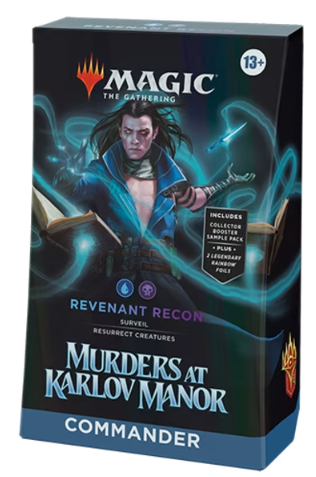 MAGIC
THE GATHERING
13+
INCLUDES
COLLECTOR
BOOSTER
SAMPLE PACK
• PLUS •
2 LEGENDARY
RAINBOW
FOILS
REVENANT RECON
SURVEIL
RESURRECT CREATURES
MURDERS AT
KARLOV MANOR
COMMANDER